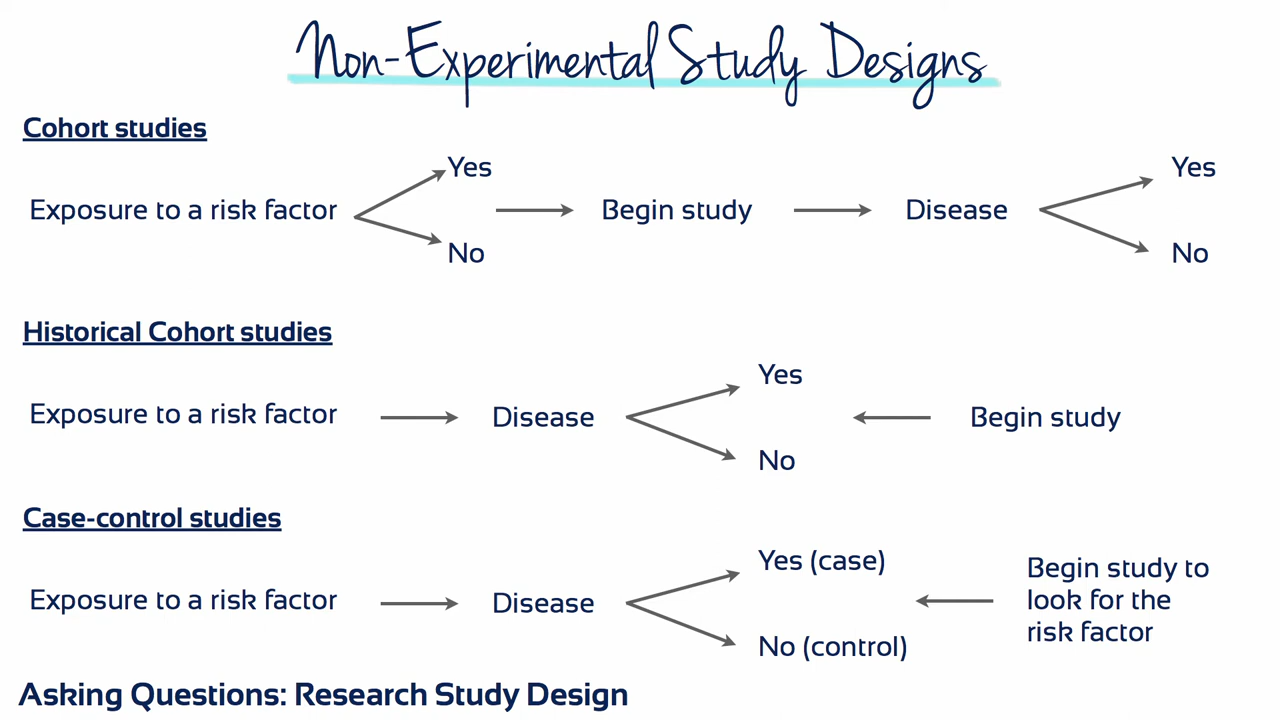 Non-Experimental Study Designs
Cohort studies
Exposure to a risk factor
Yes
No
Begin study
Disease
Yes
No
Historical Cohort studies
Exposure to a risk factor
Disease
Yes
No
Begin study
Case-control studies
Exposure to a risk factor
Disease
Yes (case)
No (control)
Begin study to
look for the
risk factor
Asking Questions: Research Study Design